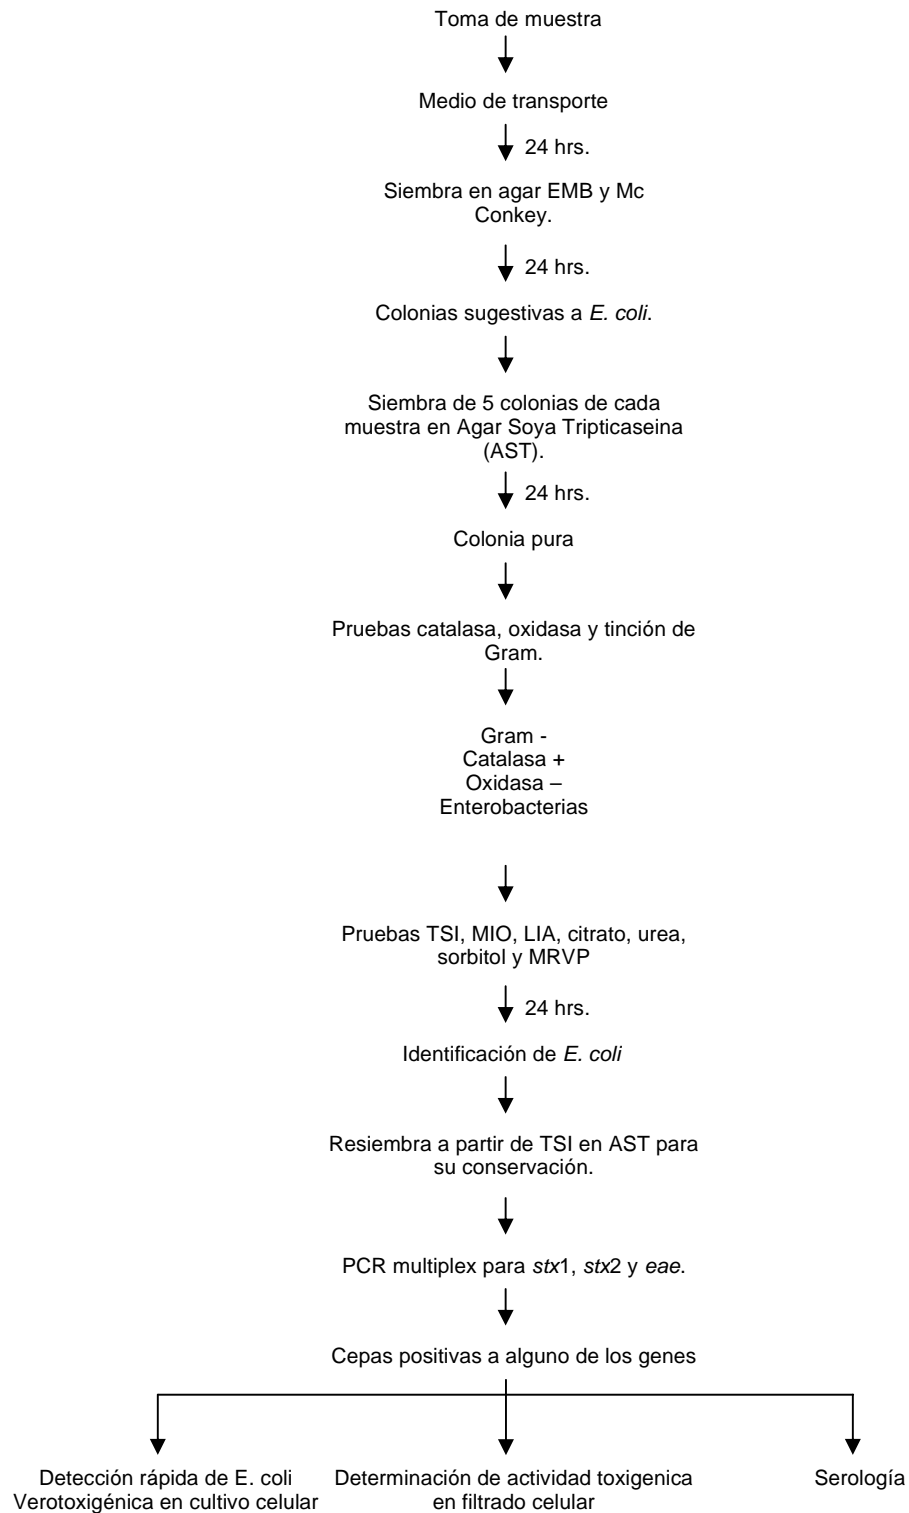 Toma de muestra
Medio de transporte
24 hrs.
Siembra en agar EMB y Mc
Conkey.
24 hrs.
Colonias sugestivas a E. coli.
Siembra de 5 colonias de cada
muestra en Agar Soya Tripticaseina
(AST).
24 hrs.
Colonia pura
Pruebas catalasa, oxidasa y tinción de
Gram.
Gram -
Catalasa +
Oxidasa –
Enterobacterias
Pruebas TSI, MIO, LIA, citrato, urea,
sorbitol y MRVP
24 hrs.
Identificación de E. coli
Resiembra a partir de TSI en AST para
su conservación.
PCR multiplex para stx1, stx2 y eae.
Cepas positivas a alguno de los genes
Detección rápida de E. coli
Verotoxigénica en cultivo celular
Determinación de actividad toxigenica
en filtrado celular
Serología